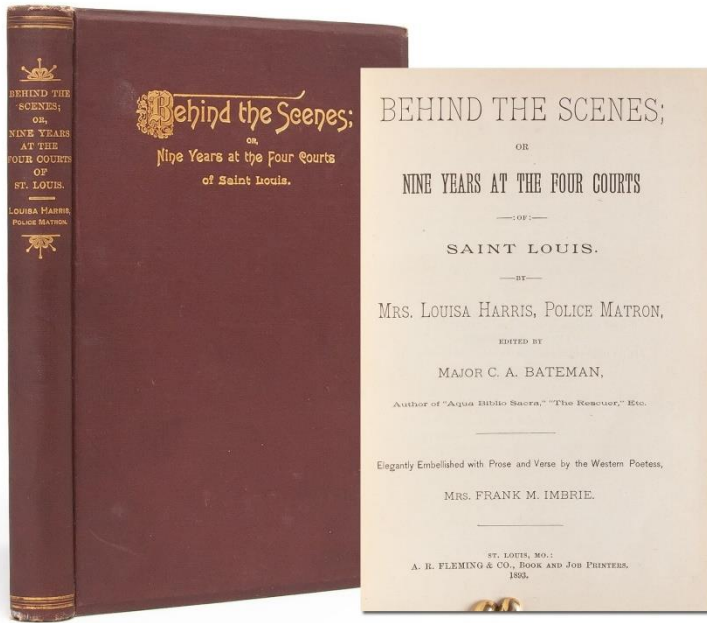 BEHIND THE
SCENES;
OR,
NINE YEARS
AT THE
FOUR COURTS
OF
ST. LOUIS.
LOUISA HARRIS,
POLICE MATRON.
Behind the Scenes;
OR,
Nine Years at the Four Courts
of Saint Louis.
BEHIND THE SCENES;
OR
NINE YEARS AT THE FOUR COURTS
—:OF:—
SAINT LOUIS.
—BY—
MRS. LOUISA HARRIS, POLICE MATRON,
EDITED BY
MAJOR C. A. BATEMAN,
Author of "Aqua Biblio Sacra," "The Rescuer," Etc.
Elegantly Embellished with Prose and Verse by the Western Poetess,
MRS. FRANK M. IMBRIE.
ST. LOUIS, MO.:
A. R. FLEMING & CO., BOOK AND JOB PRINTERS.
1893.